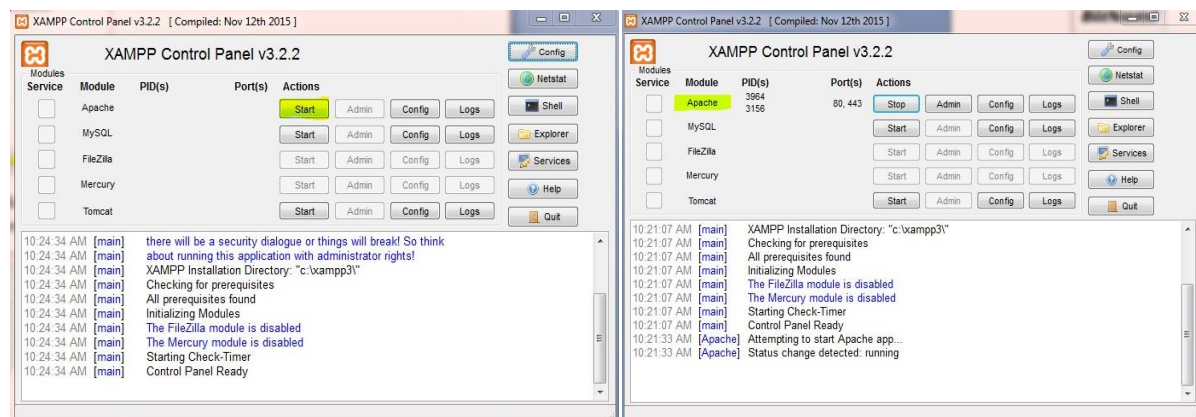 XAMPP Control Panel v3.2.2 [ Compiled: Nov 12th 2015 ]
XAMPP Control Panel v3.2.2
Config
Modules
Service Module PID(s) Port(s) Actions
Netstat
Apache Start Admin Config Logs
Shell
MySQL Start Admin Config Logs
Explorer
FileZilla Start Admin Config Logs
Services
Mercury Start Admin Config Logs
Help
Tomcat Start Admin Config Logs
Quit
10:24:34 AM [main] there will be a security dialogue or things will break! So think
10:24:34 AM [main] about running this application with administrator rights!
10:24:34 AM [main] XAMPP Installation Directory: "c:\xampp3\"
10:24:34 AM [main] Checking for prerequisites
10:24:34 AM [main] All prerequisites found
10:24:34 AM [main] Initializing Modules
10:24:34 AM [main] The FileZilla module is disabled
10:24:34 AM [main] The Mercury module is disabled
10:24:34 AM [main] Starting Check-Timer
10:24:34 AM [main] Control Panel Ready
XAMPP Control Panel v3.2.2 [ Compiled: Nov 12th 2015 ]
XAMPP Control Panel v3.2.2
Config
Modules
Service Module PID(s) Port(s) Actions
Netstat
Apache 3964 3156 80, 443 Stop Admin Config Logs
Shell
MySQL Start Admin Config Logs
Explorer
FileZilla Start Admin Config Logs
Services
Mercury Start Admin Config Logs
Help
Tomcat Start Admin Config Logs
Quit
10:21:07 AM [main] XAMPP Installation Directory: "c:\xampp3\"
10:21:07 AM [main] Checking for prerequisites
10:21:07 AM [main] All prerequisites found
10:21:07 AM [main] Initializing Modules
10:21:07 AM [main] The FileZilla module is disabled
10:21:07 AM [main] The Mercury module is disabled
10:21:07 AM [main] Starting Check-Timer
10:21:07 AM [main] Control Panel Ready
10:21:33 AM [Apache] Attempting to start Apache app...
10:21:33 AM [Apache] Status change detected: running